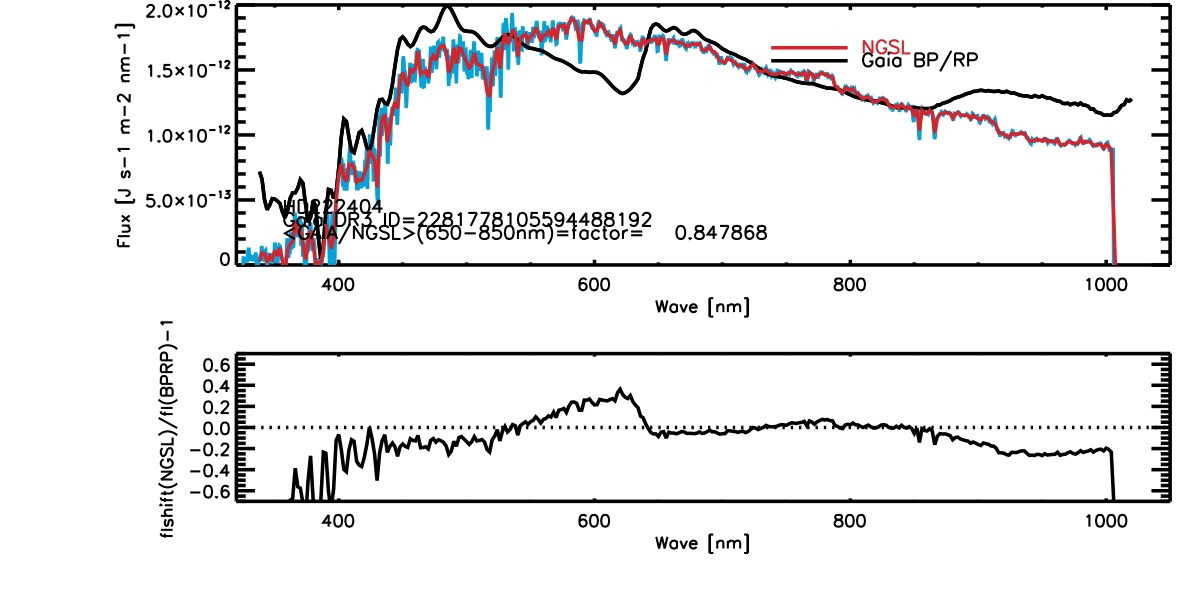 2.0×10⁻¹²
1.5×10⁻¹²
1.0×10⁻¹²
5.0×10⁻¹³
0
Flux [J s−1 m−2 nm−1]
NGSL
Gaia BP/RP
HD222404
Gaia DR3 ID=2281778105594488192
<GAIA/NGSL>(650−850nm)=factor= 0.847868
400 600 800 1000
Wave [nm]
0.6
0.4
0.2
0.0
−0.2
−0.4
−0.6
flshift(NGSL)/fl(BPRP)−1
400 600 800 1000
Wave [nm]